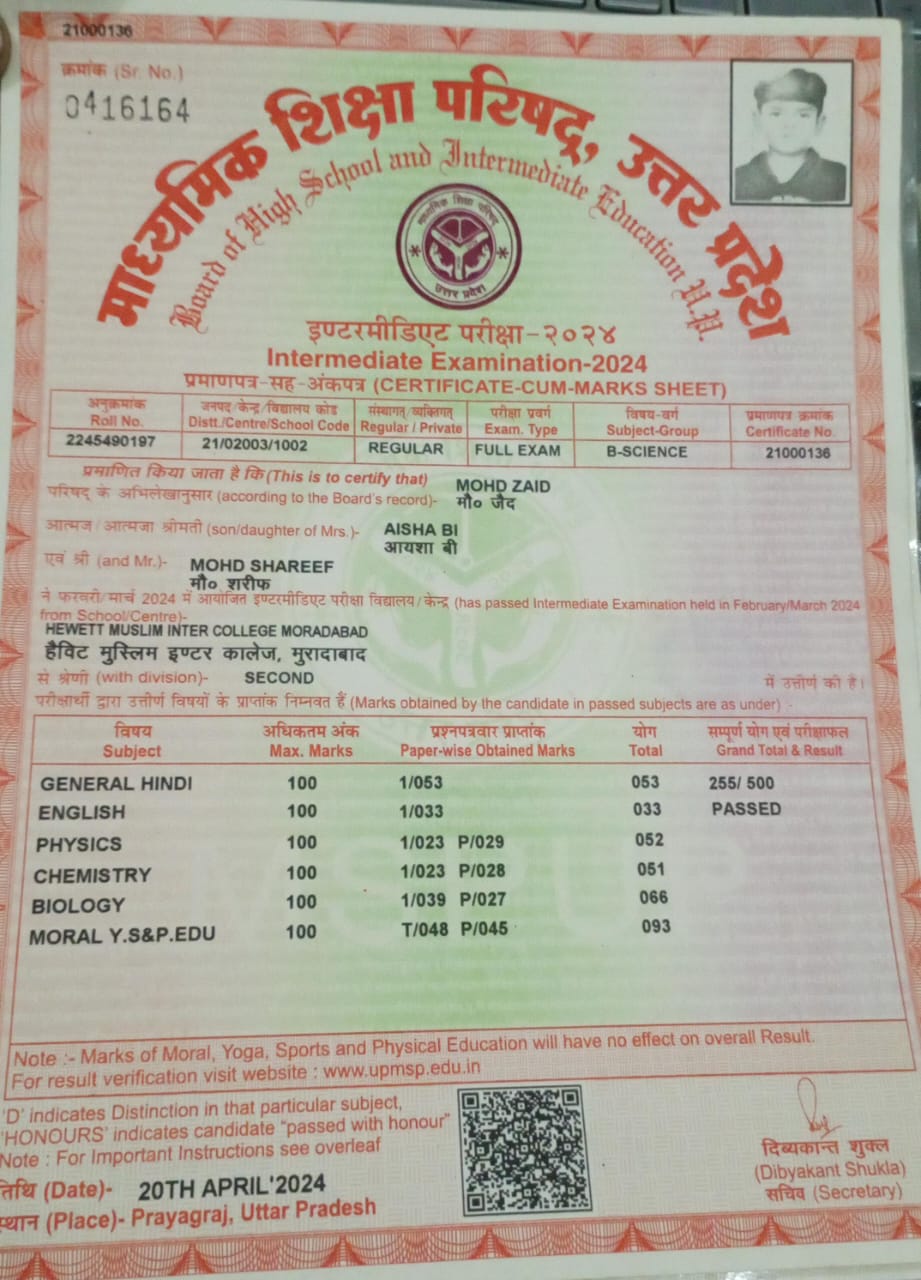 21000136
क्रमांक (Sr. No.)
0416164
माध्यमिक शिक्षा परिषद्, उत्तर प्रदेश
Board of High School and Intermediate Education U.P.
माध्यमिक शिक्षा परिषद्
उत्तर प्रदेश
इण्टरमीडिएट परीक्षा-२०२४
Intermediate Examination-2024
प्रमाणपत्र-सह-अंकपत्र (CERTIFICATE-CUM-MARKS SHEET)
अनुक्रमांक जनपद/केन्द्र/विद्यालय कोड संस्थागत/व्यक्तिगत परीक्षा प्रवर्ग विषय-वर्ग प्रमाणपत्र क्रमांक
Roll No. Distt./Centre/School Code Regular / Private Exam. Type Subject-Group Certificate No.
2245490197 21/02003/1002 REGULAR FULL EXAM B-SCIENCE 21000136
प्रमाणित किया जाता है कि (This is to certify that) MOHD ZAID
परिषद् के अभिलेखानुसार (according to the Board's record)- मौ० जैद
आत्मज/आत्मजा श्रीमती (son/daughter of Mrs.)- AISHA BI
आयशा बी
एवं श्री (and Mr.)- MOHD SHAREEF
मौ० शरीफ
ने फरवरी/मार्च 2024 में आयोजित इण्टरमीडिएट परीक्षा विद्यालय/केन्द्र (has passed Intermediate Examination held in February/March 2024
from School/Centre)-
HEWETT MUSLIM INTER COLLEGE MORADABAD
हैविट मुस्लिम इण्टर कालेज, मुरादाबाद
से श्रेणी (with division)- SECOND में उत्तीर्ण की है।
परीक्षार्थी द्वारा उत्तीर्ण विषयों के प्राप्तांक निम्नवत हैं (Marks obtained by the candidate in passed subjects are as under) -
विषय अधिकतम अंक प्रश्नपत्रवार प्राप्तांक योग सम्पूर्ण योग एवं परीक्षाफल
Subject Max. Marks Paper-wise Obtained Marks Total Grand Total & Result
GENERAL HINDI 100 1/053 053 255/ 500
ENGLISH 100 1/033 033 PASSED
PHYSICS 100 1/023 P/029 052
CHEMISTRY 100 1/023 P/028 051
BIOLOGY 100 1/039 P/027 066
MORAL Y.S&P.EDU 100 T/048 P/045 093
Note :- Marks of Moral, Yoga, Sports and Physical Education will have no effect on overall Result.
For result verification visit website : www.upmsp.edu.in
'D' indicates Distinction in that particular subject,
'HONOURS' indicates candidate "passed with honour"
Note : For Important Instructions see overleaf
तिथि (Date)- 20TH APRIL'2024
स्थान (Place)- Prayagraj, Uttar Pradesh
दिब्यकान्त शुक्ल
(Dibyakant Shukla)
सचिव (Secretary)